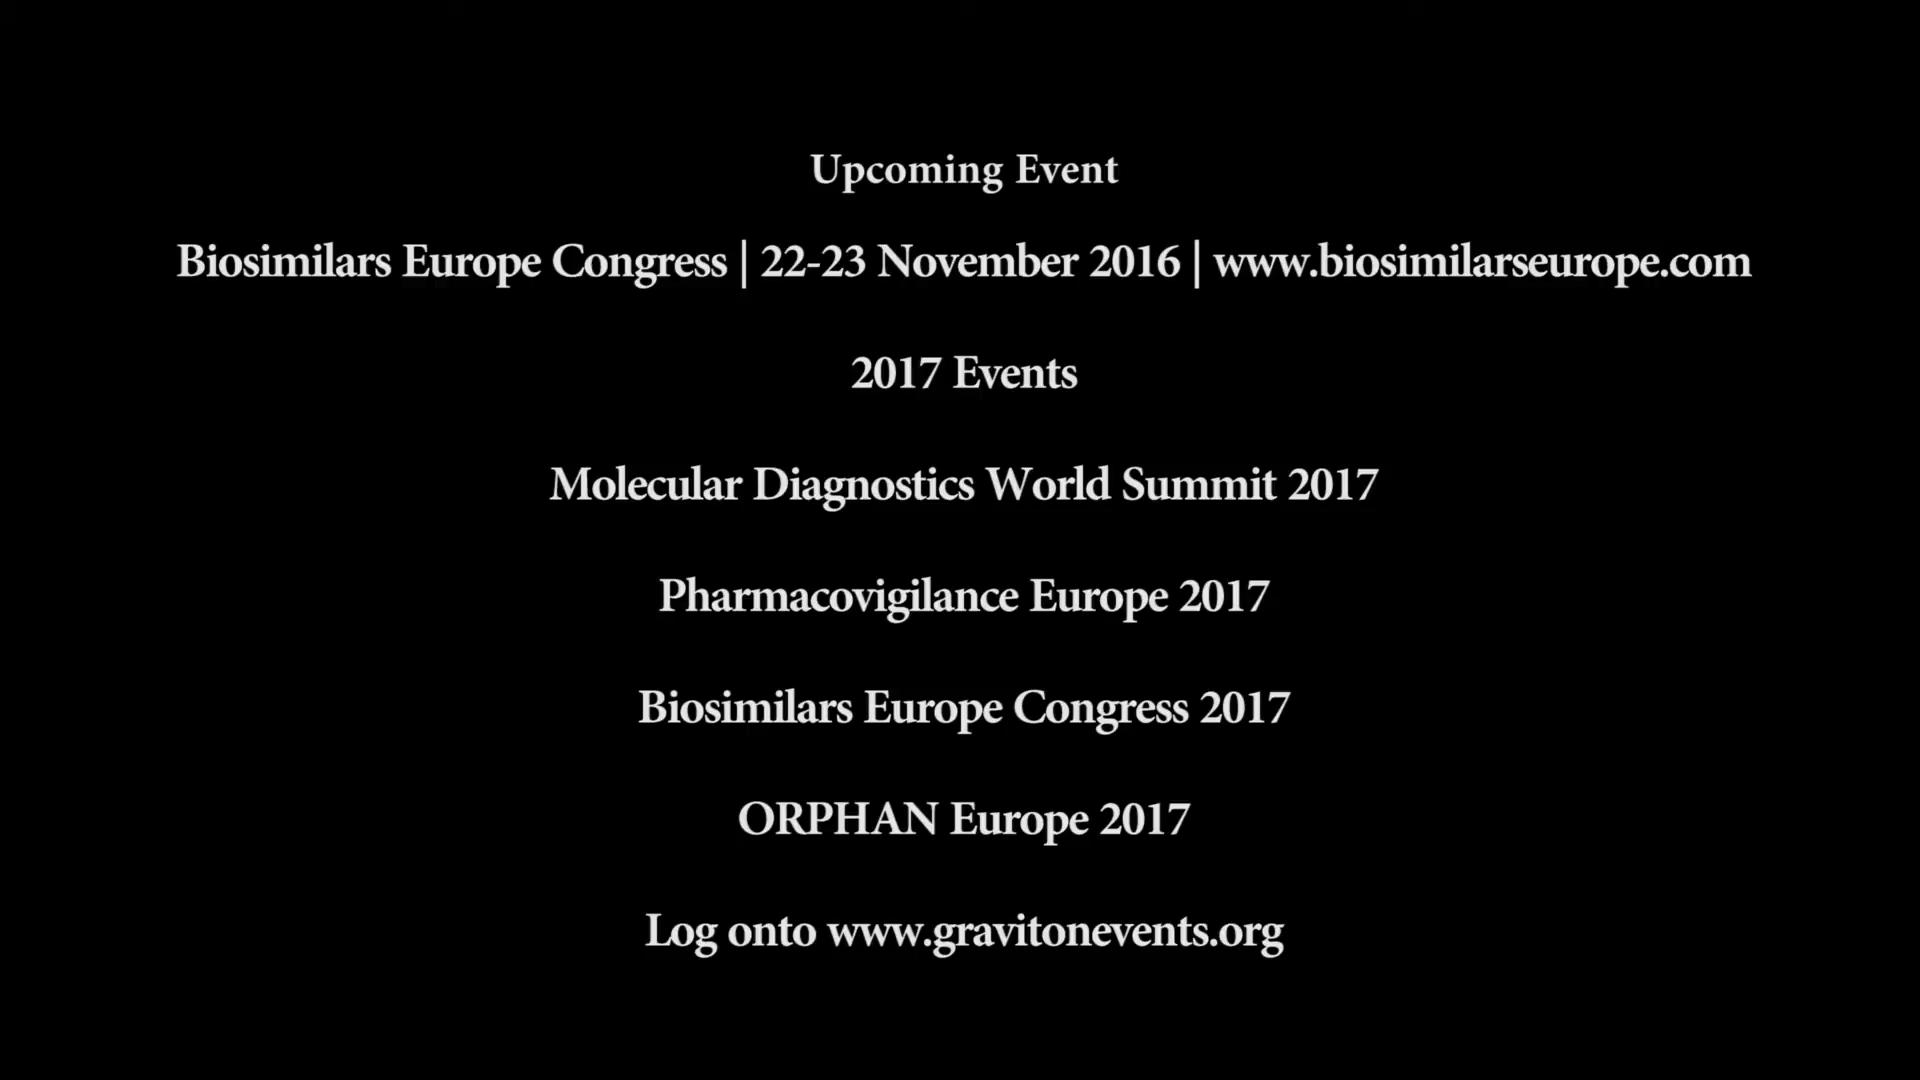 Upcoming Event
Biosimilars Europe Congress | 22-23 November 2016 | www.biosimilarseurope.com
2017 Events
Molecular Diagnostics World Summit 2017
Pharmacovigilance Europe 2017
Biosimilars Europe Congress 2017
ORPHAN Europe 2017
Log onto www.gravitonevents.org